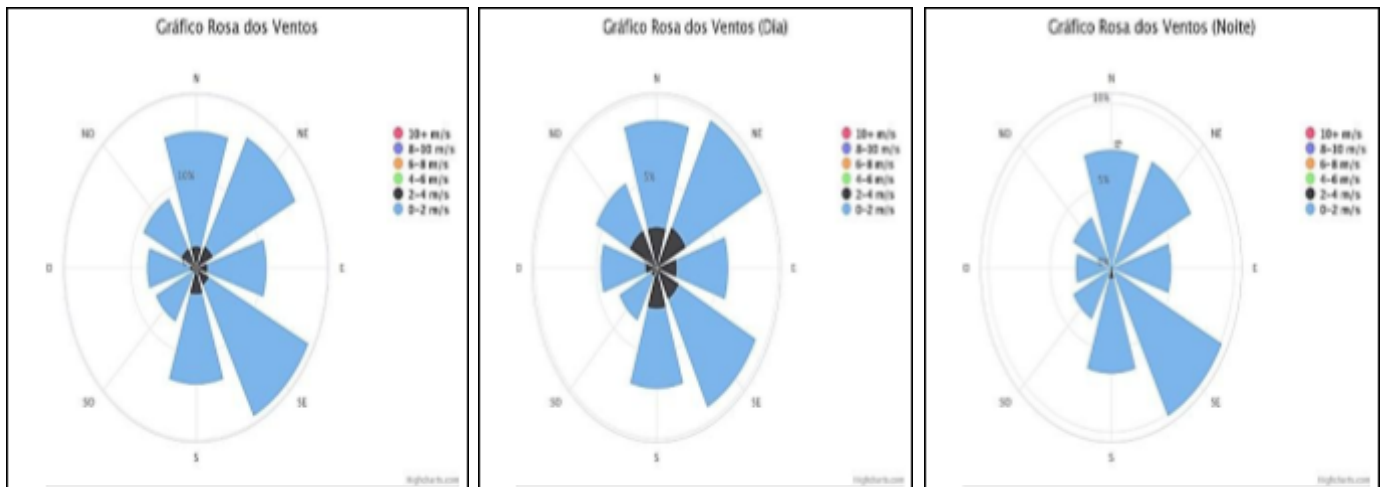 Gráfico Rosa dos Ventos
N
NO
NE
10+ m/s
8-10 m/s
6-8 m/s
4-6 m/s
2-4 m/s
0-2 m/s
10%
O
E
SO
SE
S
Highcharts.com
Gráfico Rosa dos Ventos (Dia)
N
NO
NE
10+ m/s
8-10 m/s
6-8 m/s
4-6 m/s
2-4 m/s
0-2 m/s
5%
O
E
SO
SE
S
Highcharts.com
Gráfico Rosa dos Ventos (Noite)
N
10%
NO
NE
10+ m/s
8-10 m/s
6-8 m/s
4-6 m/s
2-4 m/s
0-2 m/s
5%
O
E
SO
SE
S
Highcharts.com